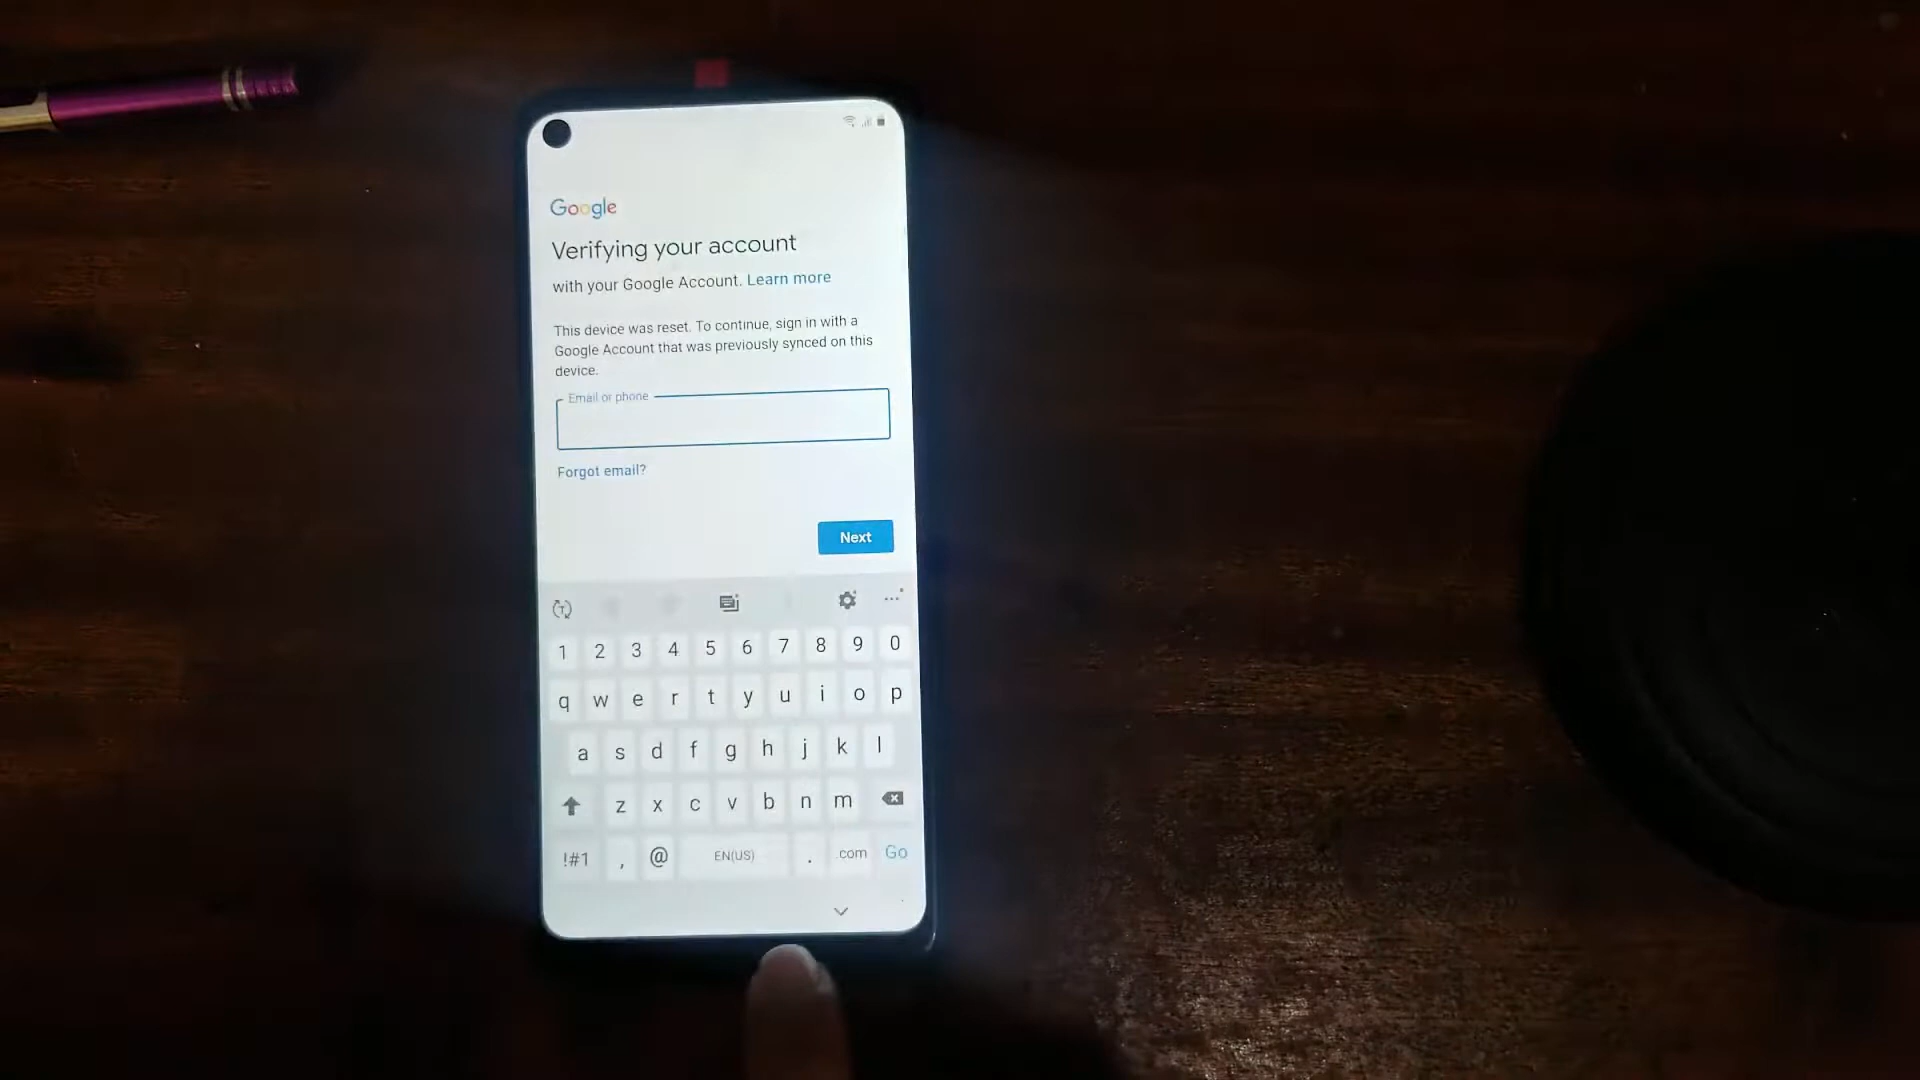 Google
Verifying your account
with your Google Account. Learn more
This device was reset. To continue, sign in with a
Google Account that was previously synced on this
device.
Email or phone
Forgot email?
Next
1 2 3 4 5 6 7 8 9 0
q w e r t y u i o p
a s d f g h j k l
z x c v b n m
!#1 , @ EN(US) . .com Go